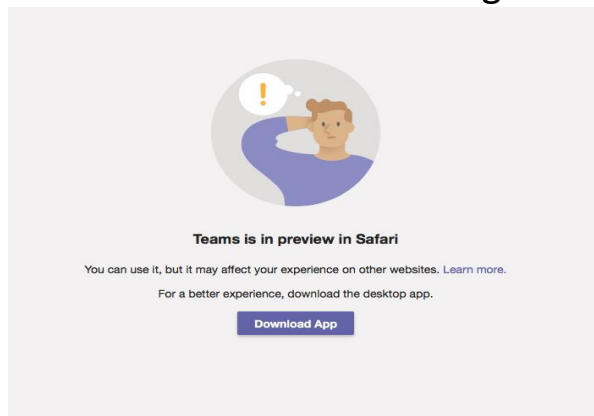 Teams is in preview in Safari
You can use it, but it may affect your experience on other websites. Learn more.
For a better experience, download the desktop app.
Download App